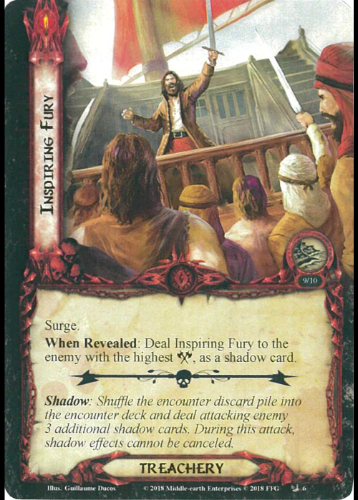 INSPIRING FURY
9/10
Surge.
When Revealed: Deal Inspiring Fury to the
enemy with the highest , as a shadow card.
Shadow: Shuffle the encounter discard pile into
the encounter deck and deal attacking enemy
3 additional shadow cards. During this attack,
shadow effects cannot be canceled.
TREACHERY
Illus. Guillaume Ducos © 2018 Middle-earth Enterprises © 2018 FFG 6